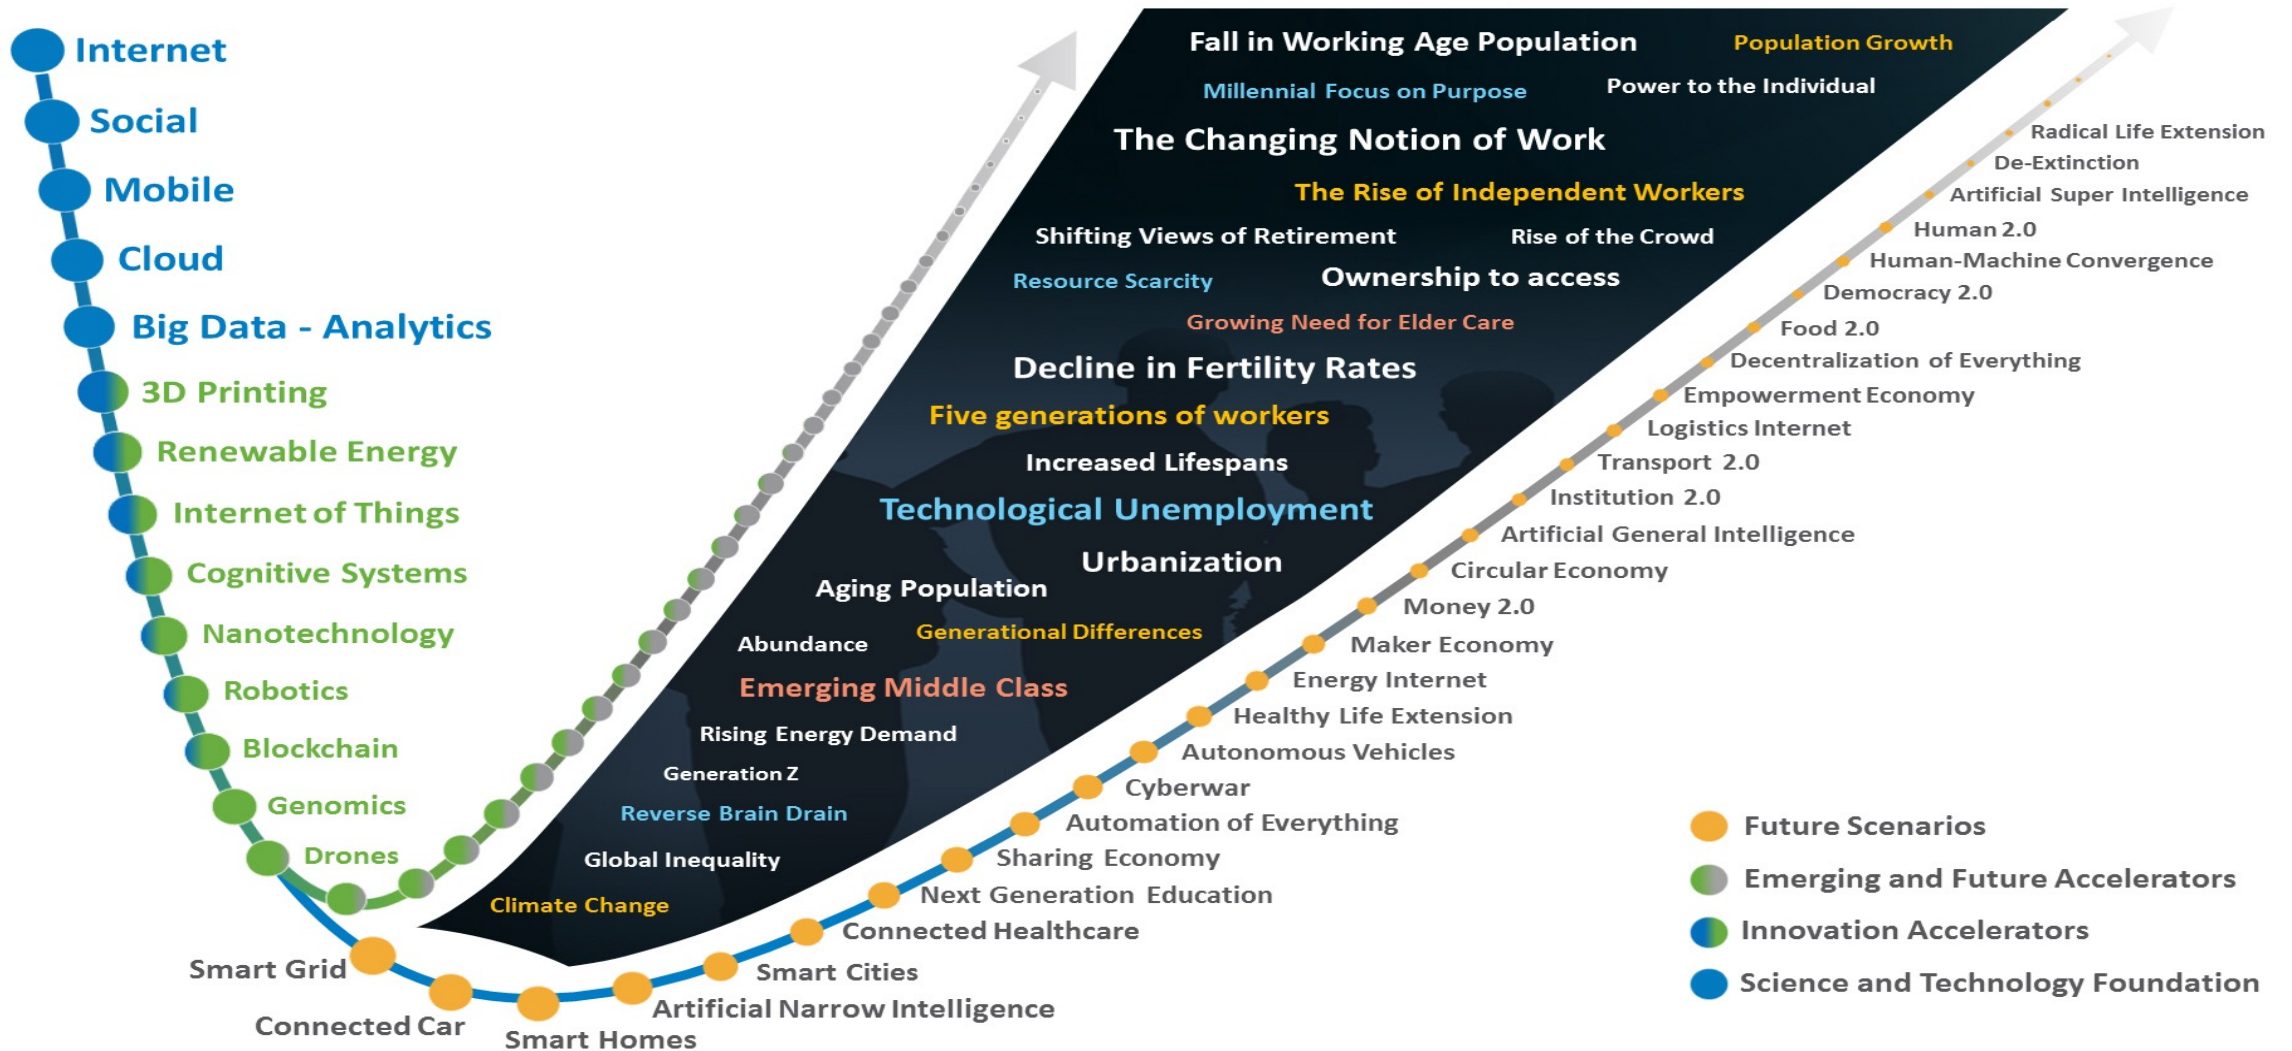 Internet
Social
Mobile
Cloud
Big Data - Analytics
3D Printing
Renewable Energy
Internet of Things
Cognitive Systems
Nanotechnology
Robotics
Blockchain
Genomics
Drones
Fall in Working Age Population
Population Growth
Millennial Focus on Purpose
Power to the Individual
The Changing Notion of Work
The Rise of Independent Workers
Shifting Views of Retirement
Rise of the Crowd
Resource Scarcity
Ownership to access
Growing Need for Elder Care
Decline in Fertility Rates
Five generations of workers
Increased Lifespans
Technological Unemployment
Urbanization
Aging Population
Generational Differences
Abundance
Emerging Middle Class
Rising Energy Demand
Generation Z
Reverse Brain Drain
Global Inequality
Climate Change
Radical Life Extension
De-Extinction
Artificial Super Intelligence
Human 2.0
Human-Machine Convergence
Democracy 2.0
Food 2.0
Decentralization of Everything
Empowerment Economy
Logistics Internet
Transport 2.0
Institution 2.0
Artificial General Intelligence
Circular Economy
Money 2.0
Maker Economy
Energy Internet
Healthy Life Extension
Autonomous Vehicles
Cyberwar
Automation of Everything
Sharing Economy
Next Generation Education
Connected Healthcare
Smart Cities
Artificial Narrow Intelligence
Smart Homes
Connected Car
Smart Grid
Future Scenarios
Emerging and Future Accelerators
Innovation Accelerators
Science and Technology Foundation